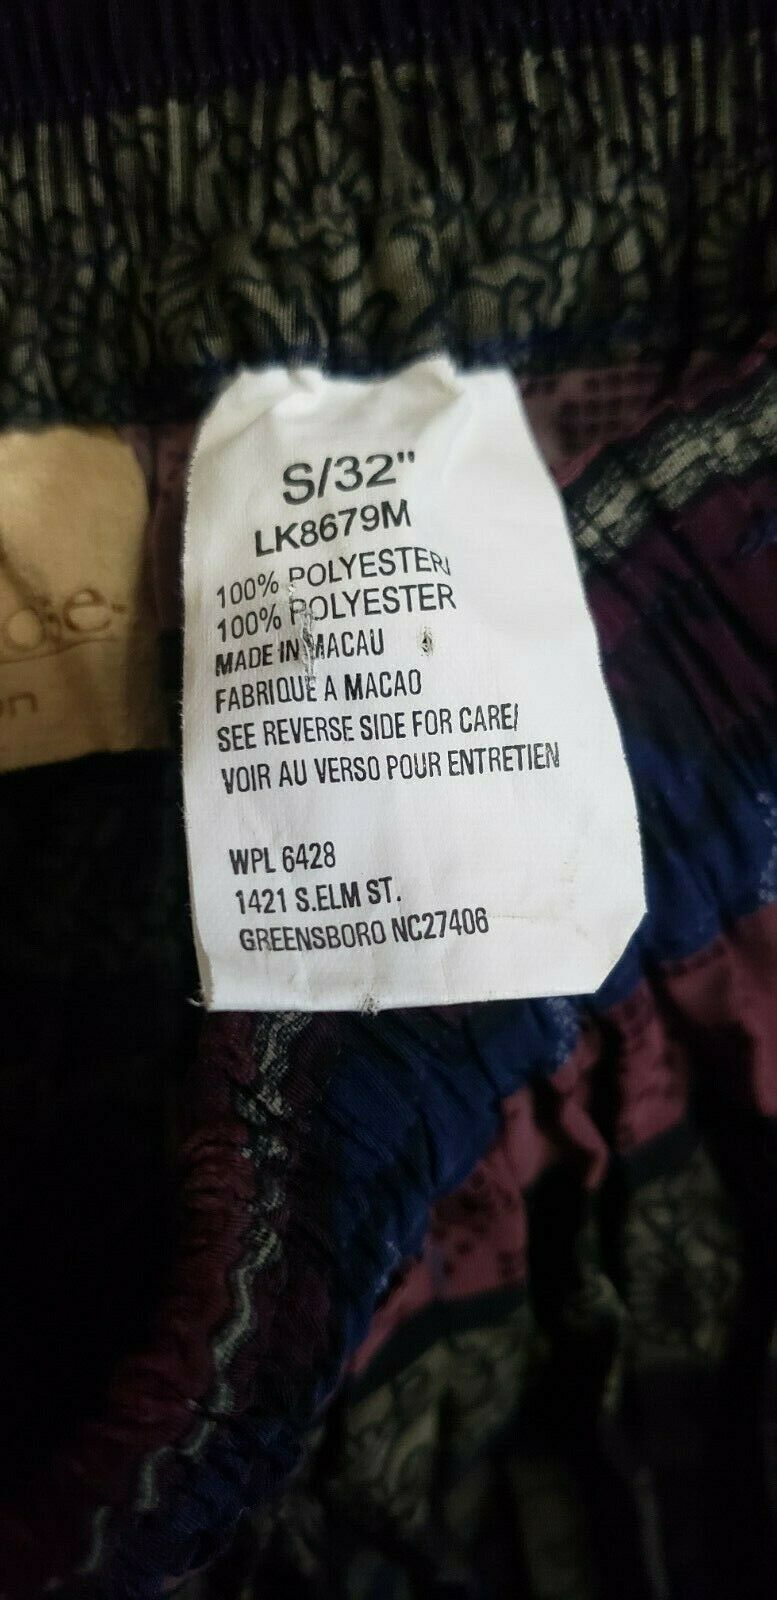 S/32"
LK8679M
100% POLYESTER/
100% POLYESTER
MADE IN MACAU
FABRIQUE A MACAO
SEE REVERSE SIDE FOR CARE/
VOIR AU VERSO POUR ENTRETIEN
WPL 6428
1421 S.ELM ST.
GREENSBORO NC27406